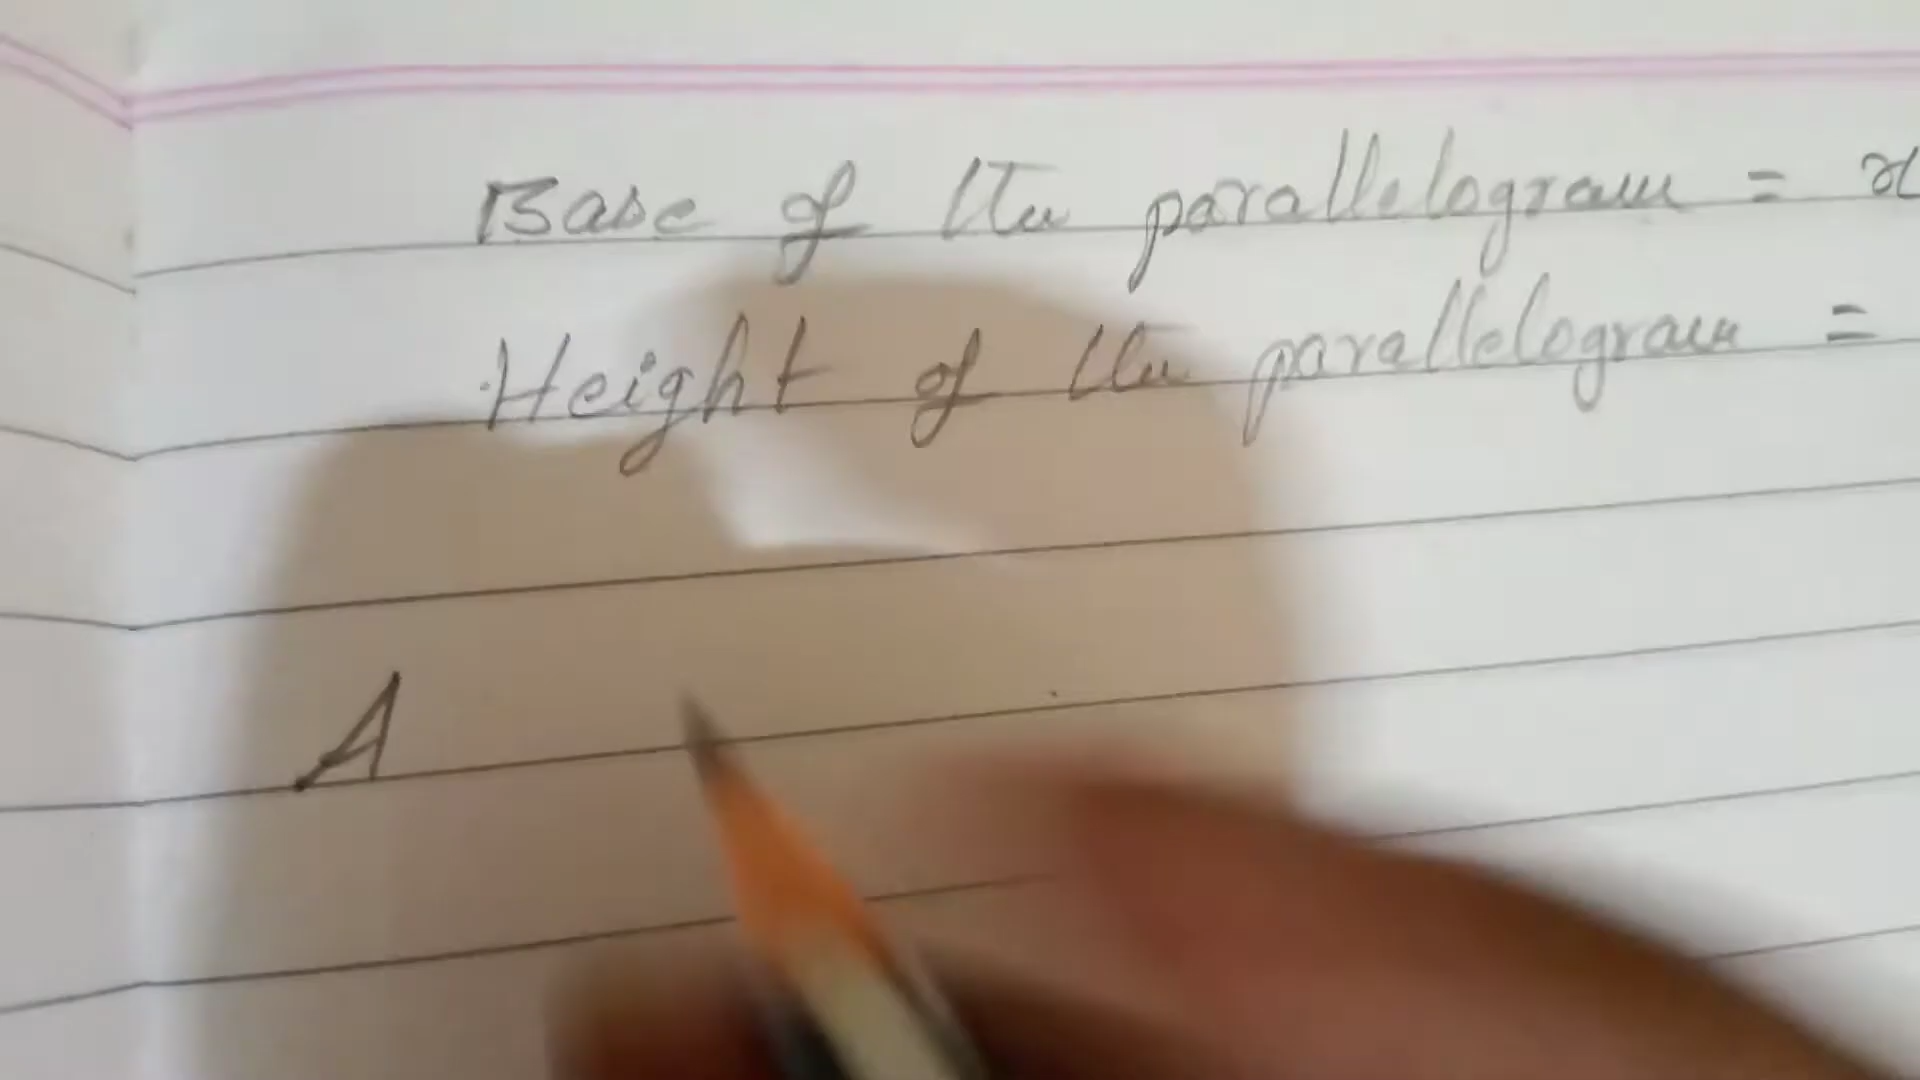 Base of the parallelogram = x
Height of the parallelogram =
A